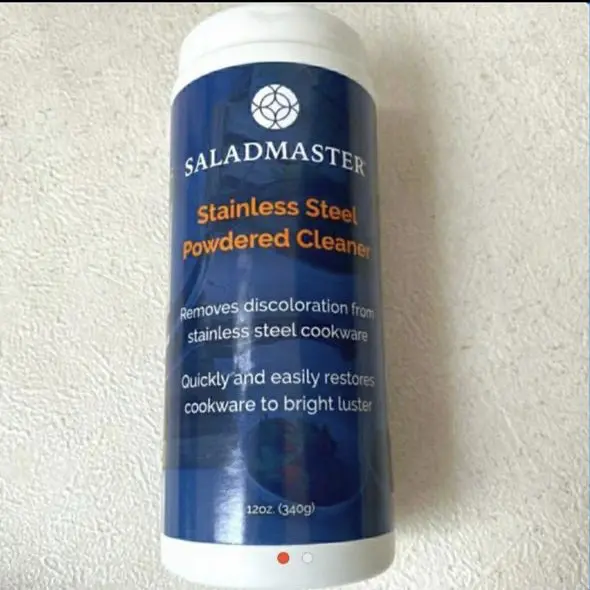 SALADMASTER
Stainless Steel
Powdered Cleaner
Removes discoloration from
stainless steel cookware
Quickly and easily restores
cookware to bright luster
12oz. (340g)